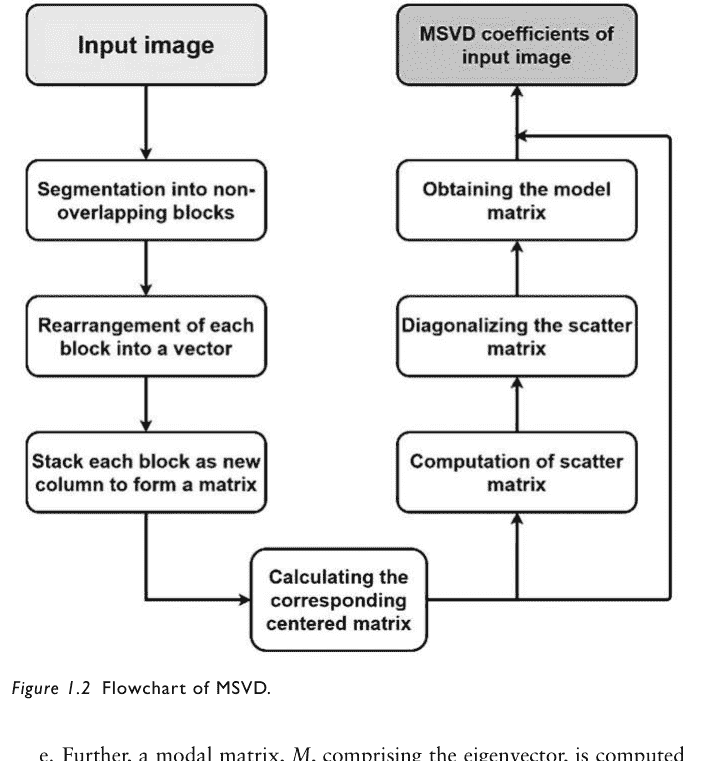 Input image
Segmentation into non-
overlapping blocks
Rearrangement of each
block into a vector
Stack each block as new
column to form a matrix
Calculating the
corresponding
centered matrix
Computation of scatter
matrix
Diagonalizing the scatter
matrix
Obtaining the model
matrix
MSVD coefficients of
input image
Figure 1.2 Flowchart of MSVD.
e. Further, a modal matrix, M, comprising the eigenvector, is computed